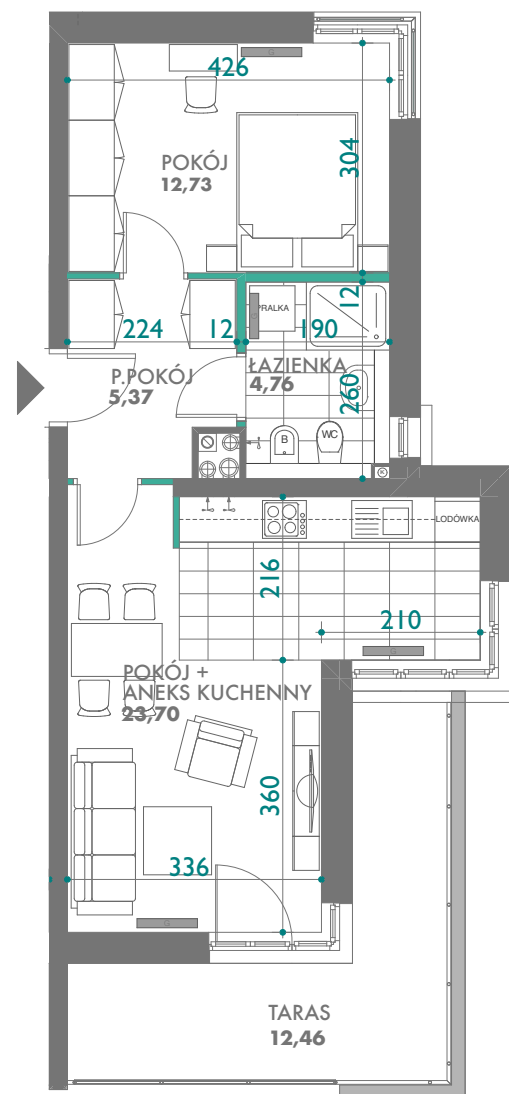 426
POKÓJ
12,73
304
12
PRALKA
224
12
190
P.POKÓJ
5,37
ŁAZIENKA
4,76
260
B
WC
K
LODÓWKA
216
210
POKÓJ +
ANEKS KUCHENNY
23,70
360
336
TARAS
12,46